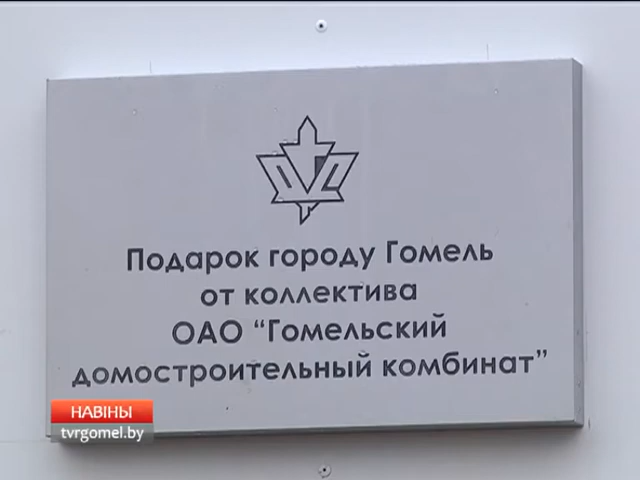 Подарок городу Гомель
от коллектива
ОАО “Гомельский
домостроительный комбинат”
НАВІНЫ
tvrgomel.by